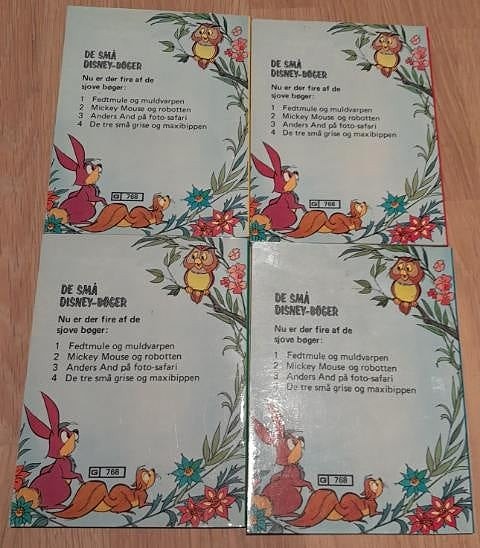 DE SMÅ
DISNEY-BØGER
Nu er der fire af de
sjove bøger:
1 Fedtmule og muldvarpen
2 Mickey Mouse og robotten
3 Anders And på foto-safari
4 De tre små grise og maxibippen
G 768
DE SMÅ
DISNEY-BØGER
Nu er der fire af de
sjove bøger:
1 Fedtmule og muldvarpen
2 Mickey Mouse og robotten
3 Anders And på foto-safari
4 De tre små grise og maxibippen
G 768
DE SMÅ
DISNEY-BØGER
Nu er der fire af de
sjove bøger:
1 Fedtmule og muldvarpen
2 Mickey Mouse og robotten
3 Anders And på foto-safari
4 De tre små grise og maxibippen
G 768
DE SMÅ
DISNEY-BØGER
Nu er der fire af de
sjove bøger:
1 Fedtmule og muldvarpen
2 Mickey Mouse og robotten
3 Anders And på foto-safari
De tre små grise og maxibippen
G 768